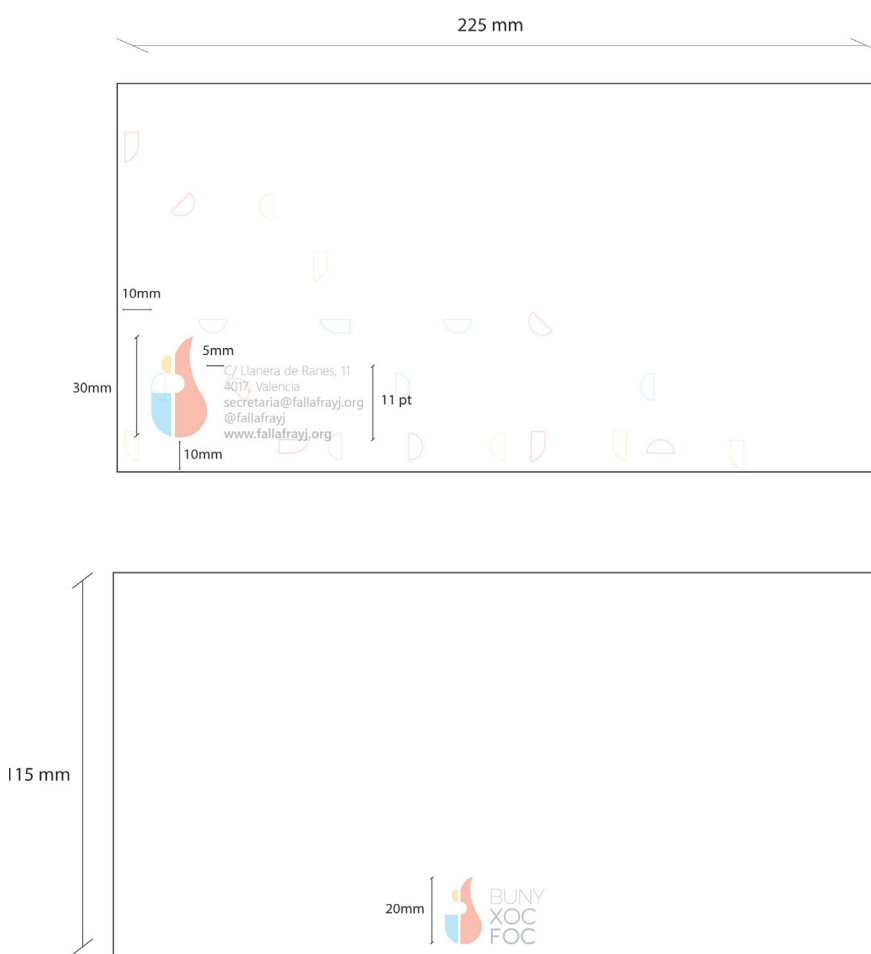 225 mm
10mm
5mm
C/ Llanera de Ranes, 11
4017, Valencia
30mm
secretaria@fallafrayj.org
11 pt
@fallafrayj
www.fallafrayj.org
10mm
115 mm
20mm
BUNY
XOC
FOC